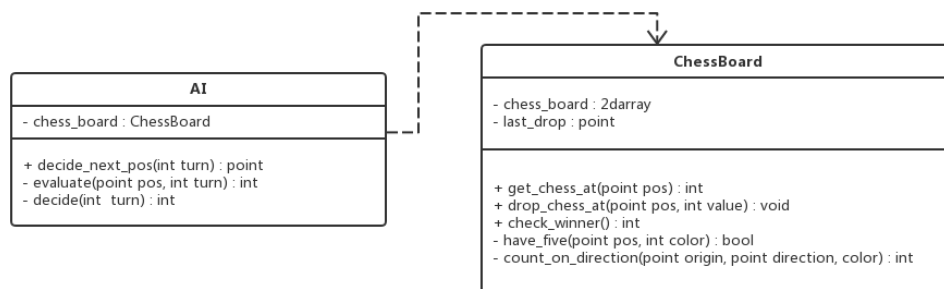 AI
- chess_board : ChessBoard
+ decide_next_pos(int turn) : point
- evaluate(point pos, int turn) : int
- decide(int  turn) : int
ChessBoard
- chess_board : 2darray
- last_drop : point
+ get_chess_at(point pos) : int
+ drop_chess_at(point pos, int value) : void
+ check_winner() : int
- have_five(point pos, int color) : bool
- count_on_direction(point origin, point direction, color) : int